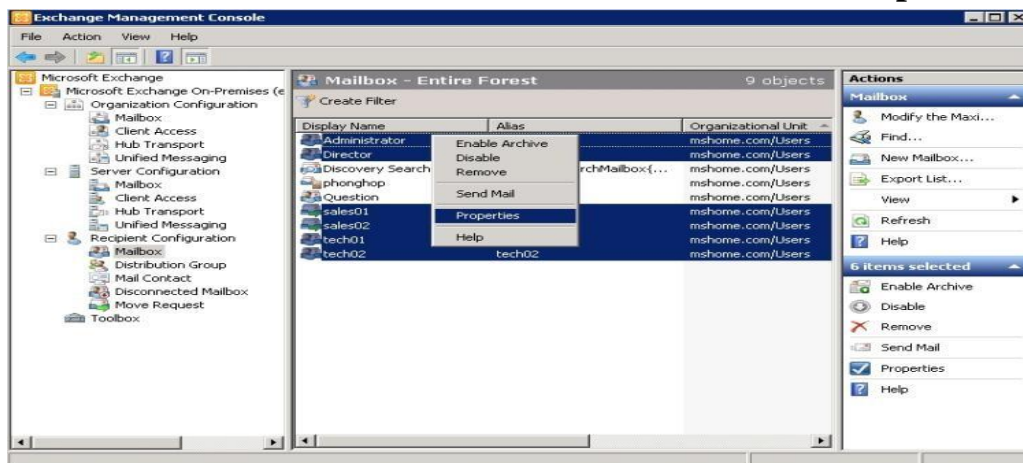 Exchange Management Console
File Action View Help
Microsoft Exchange
Microsoft Exchange On-Premises (e
Organization Configuration
Mailbox
Client Access
Hub Transport
Unified Messaging
Server Configuration
Mailbox
Client Access
Hub Transport
Unified Messaging
Recipient Configuration
Mailbox
Distribution Group
Mail Contact
Disconnected Mailbox
Move Request
Toolbox
Mailbox - Entire Forest 9 objects
Create Filter
Display Name Alias Organizational Unit
Administrator mshome.com/Users
Director mshome.com/Users
Discovery Search rchMailbox{... mshome.com/Users
phonghop mshome.com/Users
Question mshome.com/Users
sales01 mshome.com/Users
sales02 mshome.com/Users
tech01 mshome.com/Users
tech02 tech02 mshome.com/Users
Enable Archive
Disable
Remove
Send Mail
Properties
Help
Actions
Mailbox
Modify the Maxi...
Find...
New Mailbox...
Export List...
View
Refresh
Help
6 items selected
Enable Archive
Disable
Remove
Send Mail
Properties
Help